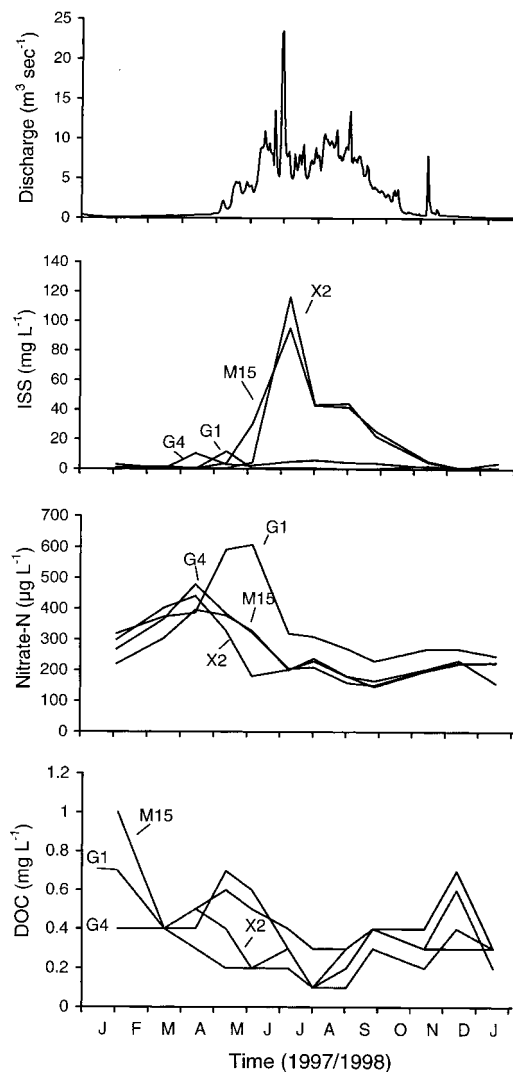 25
20
15
10
5
0
Discharge (m³ sec⁻¹)
140
120
100
80
60
40
20
0
ISS (mg L⁻¹)
X2
M15
G4
G1
700
600
500
400
300
200
100
0
Nitrate-N (µg L⁻¹)
G1
G4
M15
X2
1.2
1
0.8
0.6
0.4
0.2
0
DOC (mg L⁻¹)
M15
G1
G4
X2
J F M A M J J A S O N D J
Time (1997/1998)